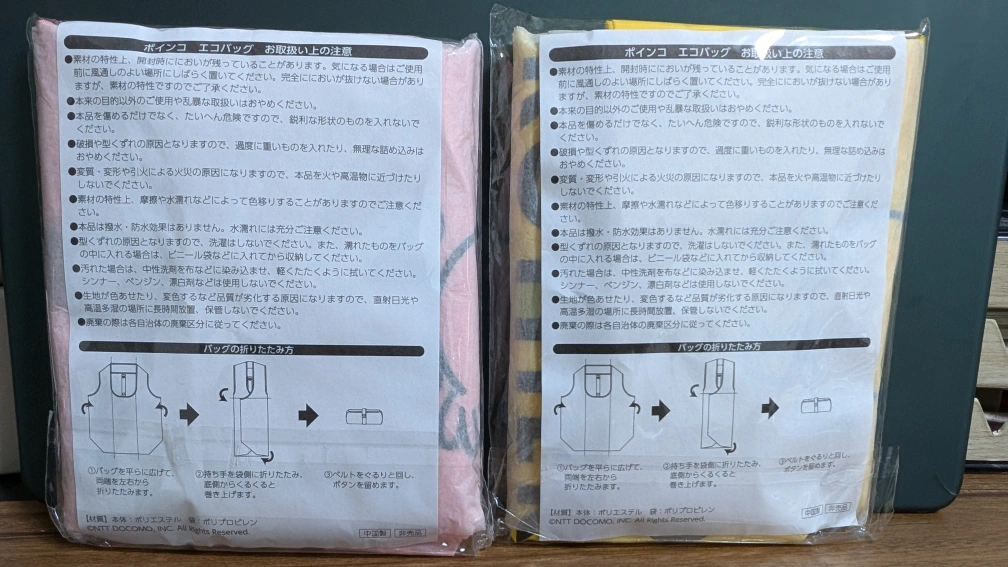 ポインコ　エコバッグ　お取扱い上の注意
●素材の特性上、開封時ににおいが残っていることがあります。気になる場合はご使用
前に風通しのよい場所にしばらく置いてください。完全ににおいが抜けない場合があり
ますが、素材の特性ですのでご了承ください。
●本来の目的以外のご使用や乱暴な取扱いはおやめください。
●本品を傷めるだけでなく、たいへん危険ですので、鋭利な形状のものを入れないで
ください。
●破損や型くずれの原因となりますので、過度に重いものを入れたり、無理な詰め込みは
おやめください。
●変質・変形や引火による火災の原因になりますので、本品を火や高温物に近づけたり
しないでください。
●素材の特性上、摩擦や水濡れなどによって色移りすることがありますのでご注意くだ
さい。
●本品は撥水・防水効果はありません。水濡れには充分ご注意ください。
●型くずれの原因となりますので、洗濯はしないでください。また、濡れたものをバッグ
の中に入れる場合は、ビニール袋などに入れてから収納してください。
●汚れた場合は、中性洗剤を布などに染み込ませ、軽くたたくように拭いてください。
シンナー、ベンジン、漂白剤などは使用しないでください。
●生地が色あせたり、変色するなど品質が劣化する原因になりますので、直射日光や
高温多湿の場所に長時間放置、保管しないでください。
●廃棄の際は各自治体の廃棄区分に従ってください。
バッグの折りたたみ方
①バッグを平らに広げて、
両端を左右から
折りたたみます。
②持ち手を袋側に折りたたみ、
底側からくるくると
巻き上げます。
③ベルトをぐるりと回し、
ボタンを留めます。
【材質】本体：ポリエステル　袋：ポリプロピレン
©NTT DOCOMO, INC. All Rights Reserved.
中国製　非売品
ポインコ　エコバッグ　お取扱い上の注意
●素材の特性上、開封時ににおいが残っていることがあります。気になる場合はご使用
前に風通しのよい場所にしばらく置いてください。完全ににおいが抜けない場合があり
ますが、素材の特性ですのでご了承ください。
●本来の目的以外のご使用や乱暴な取扱いはおやめください。
●本品を傷めるだけでなく、たいへん危険ですので、鋭利な形状のものを入れないで
ください。
●破損や型くずれの原因となりますので、過度に重いものを入れたり、無理な詰め込みは
おやめください。
●変質・変形や引火による火災の原因になりますので、本品を火や高温物に近づけたり
しないでください。
●素材の特性上、摩擦や水濡れなどによって色移りすることがありますのでご注意くだ
さい。
●本品は撥水・防水効果はありません。水濡れには充分ご注意ください。
●型くずれの原因となりますので、洗濯はしないでください。また、濡れたものをバッグ
の中に入れる場合は、ビニール袋などに入れてから収納してください。
●汚れた場合は、中性洗剤を布などに染み込ませ、軽くたたくように拭いてください。
シンナー、ベンジン、漂白剤などは使用しないでください。
●生地が色あせたり、変色するなど品質が劣化する原因になりますので、直射日光や
高温多湿の場所に長時間放置、保管しないでください。
●廃棄の際は各自治体の廃棄区分に従ってください。
バッグの折りたたみ方
①バッグを平らに広げて、
両端を左右から
折りたたみます。
②持ち手を袋側に折りたたみ、
底側からくるくると
巻き上げます。
③ベルトをぐるりと回し、
ボタンを留めます。
【材質】本体：ポリエステル　袋：ポリプロピレン
©NTT DOCOMO, INC. All Rights Reserved.
中国製　非売品